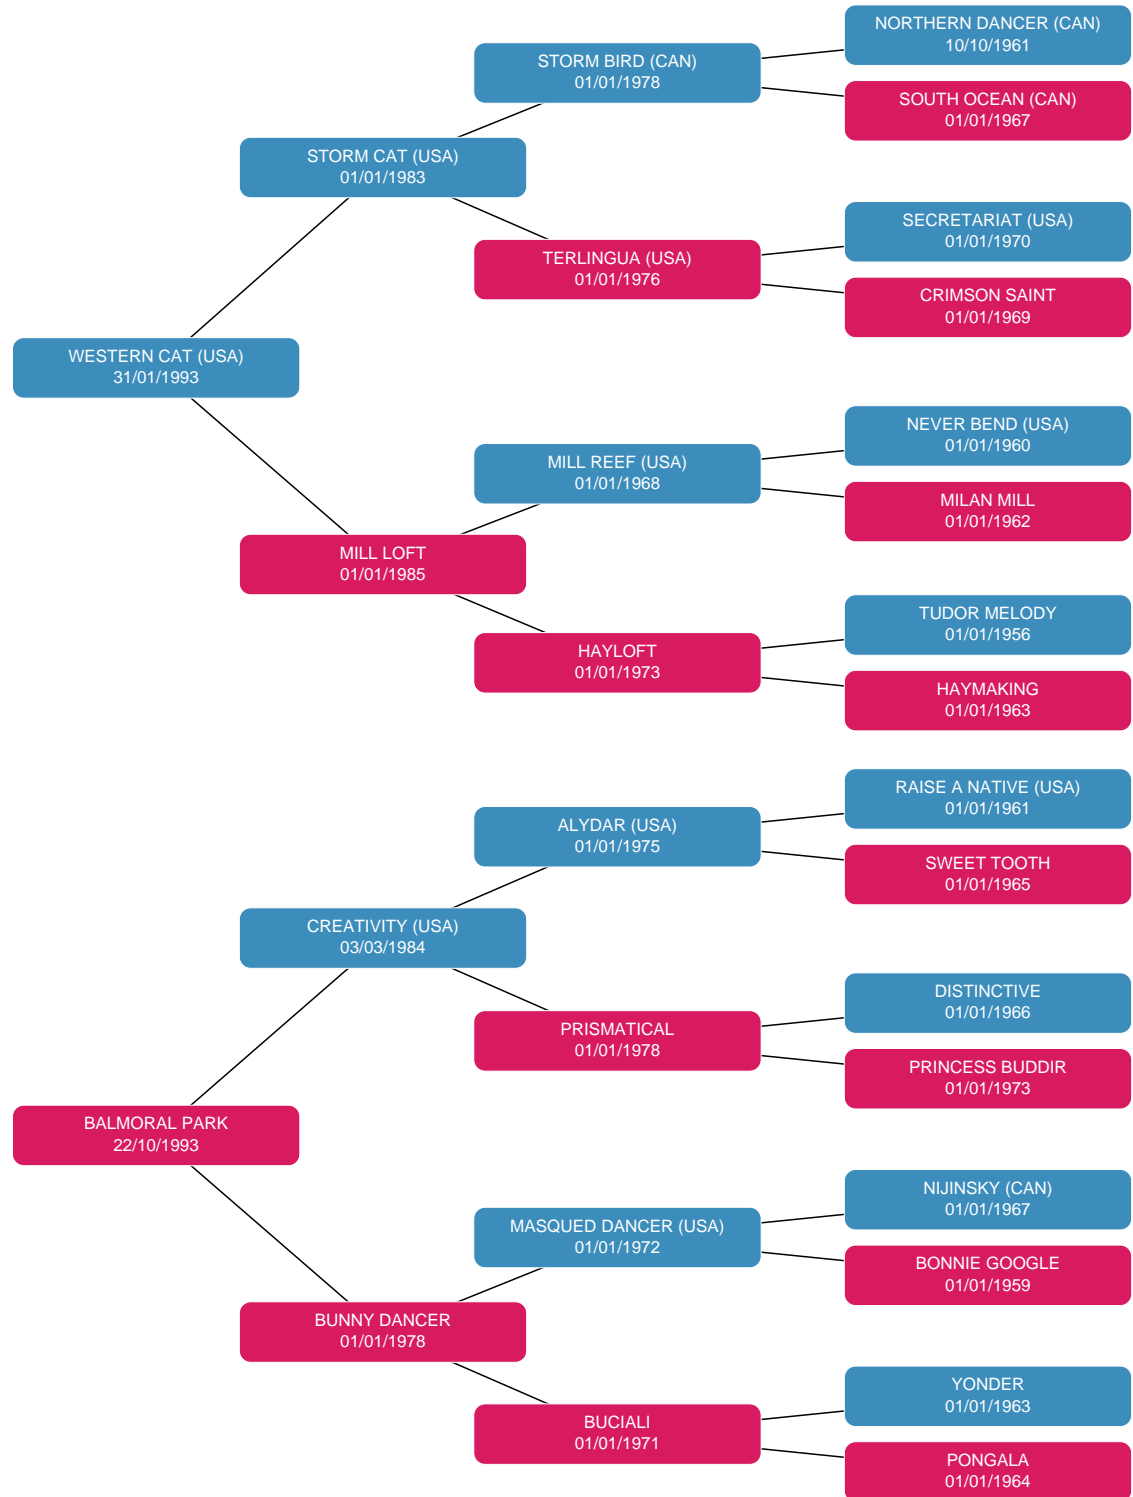 NORTHERN DANCER (CAN)
10/10/1961
STORM BIRD (CAN)
01/01/1978
SOUTH OCEAN (CAN)
01/01/1967
STORM CAT (USA)
01/01/1983
SECRETARIAT (USA)
01/01/1970
TERLINGUA (USA)
01/01/1976
CRIMSON SAINT
01/01/1969
WESTERN CAT (USA)
31/01/1993
NEVER BEND (USA)
01/01/1960
MILL REEF (USA)
01/01/1968
MILAN MILL
01/01/1962
MILL LOFT
01/01/1985
TUDOR MELODY
01/01/1956
HAYLOFT
01/01/1973
HAYMAKING
01/01/1963
RAISE A NATIVE (USA)
01/01/1961
ALYDAR (USA)
01/01/1975
SWEET TOOTH
01/01/1965
CREATIVITY (USA)
03/03/1984
DISTINCTIVE
01/01/1966
PRISMATICAL
01/01/1978
PRINCESS BUDDIR
01/01/1973
BALMORAL PARK
22/10/1993
NIJINSKY (CAN)
01/01/1967
MASQUED DANCER (USA)
01/01/1972
BONNIE GOOGLE
01/01/1959
BUNNY DANCER
01/01/1978
YONDER
01/01/1963
BUCIALI
01/01/1971
PONGALA
01/01/1964